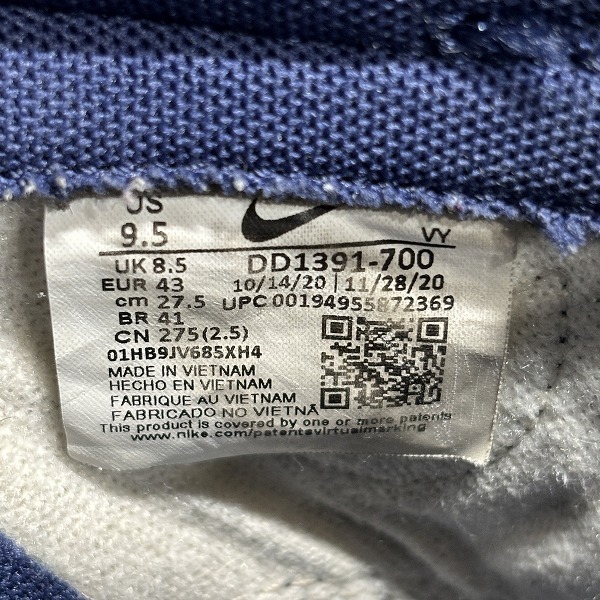 US
9.5
VY
UK 8.5
DD1391-700
EUR 43
10/14/20 | 11/28/20
cm 27.5
UPC 00194955872369
BR 41
CN 275(2.5)
01HB9JV685XH4
MADE IN VIETNAM
HECHO EN VIETNAM
FABRIQUE AU VIETNAM
FABRICADO NO VIETNÃ
This product is covered by one or more patents
www.nike.com/patentsvirtualmarking